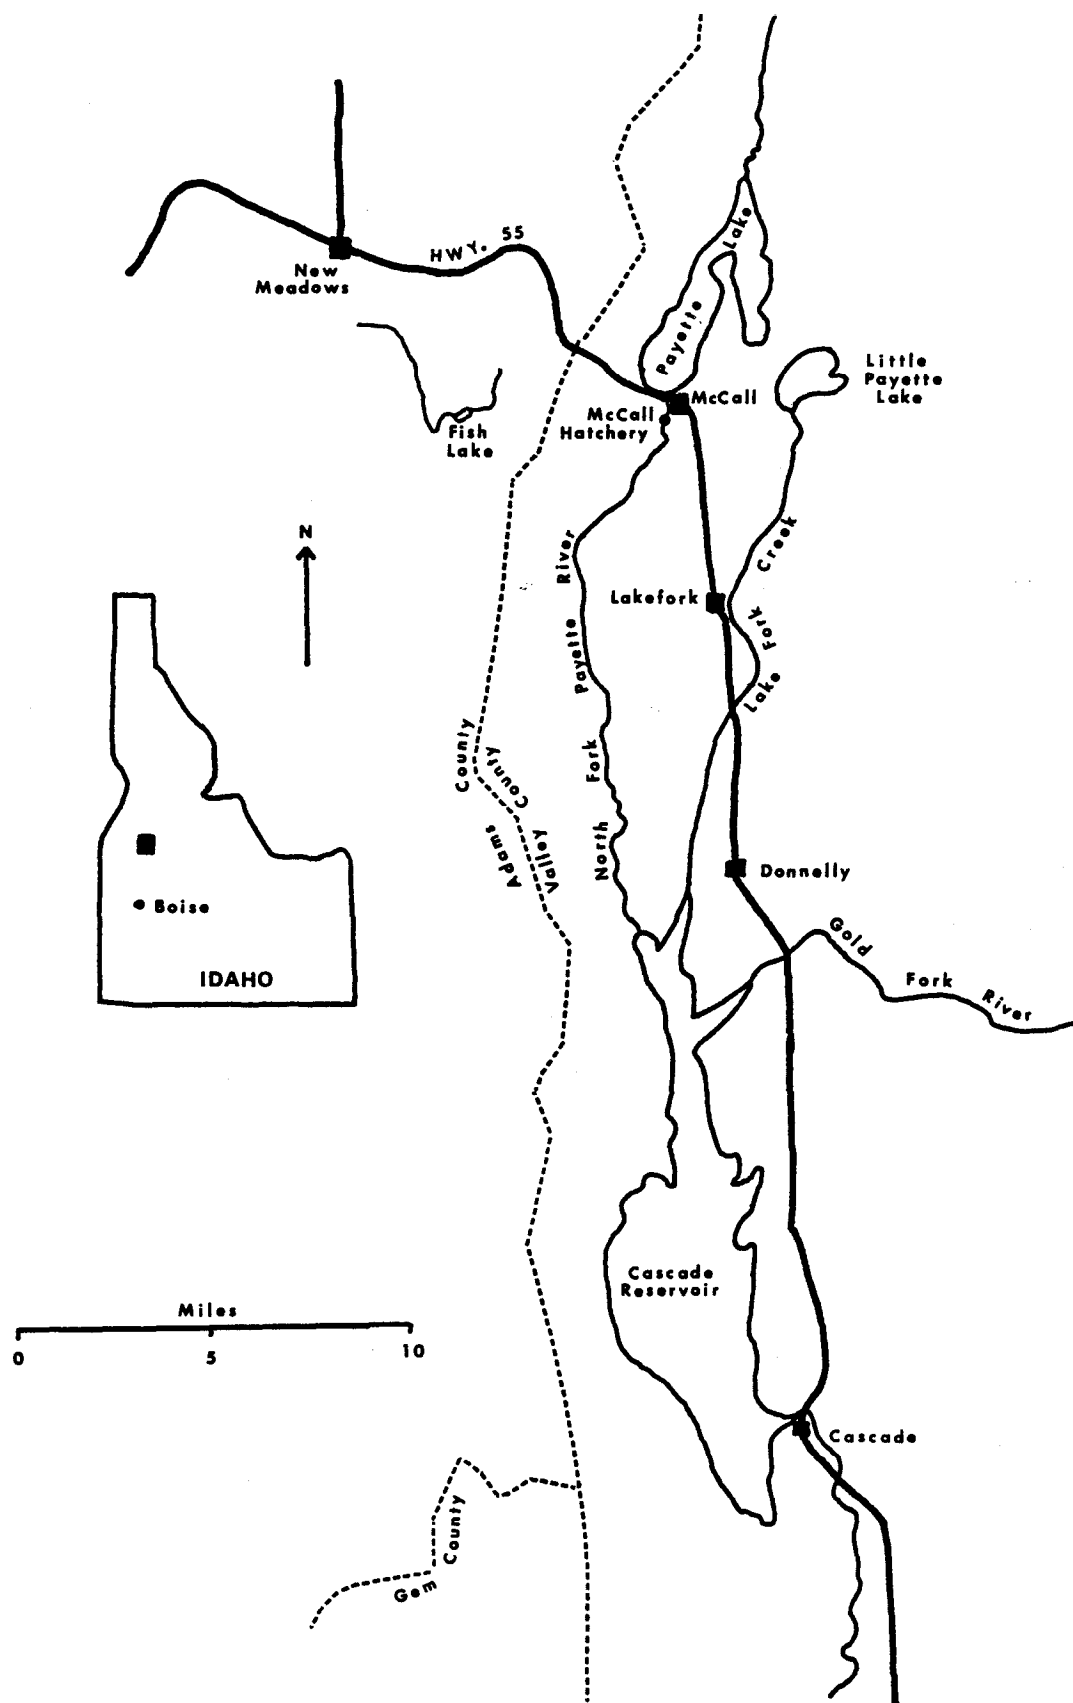 HWY. 55
New
Meadows
Payette Lake
Little
Payette
Lake
McCall
McCall
Hatchery
Fish
Lake
N
Lakefork
Lake Fork Creek
North Fork Payette River
Adams County
Valley County
Donnelly
Boise
IDAHO
Gold Fork River
Cascade
Reservoir
Miles
0 5 10
Cascade
Gem County